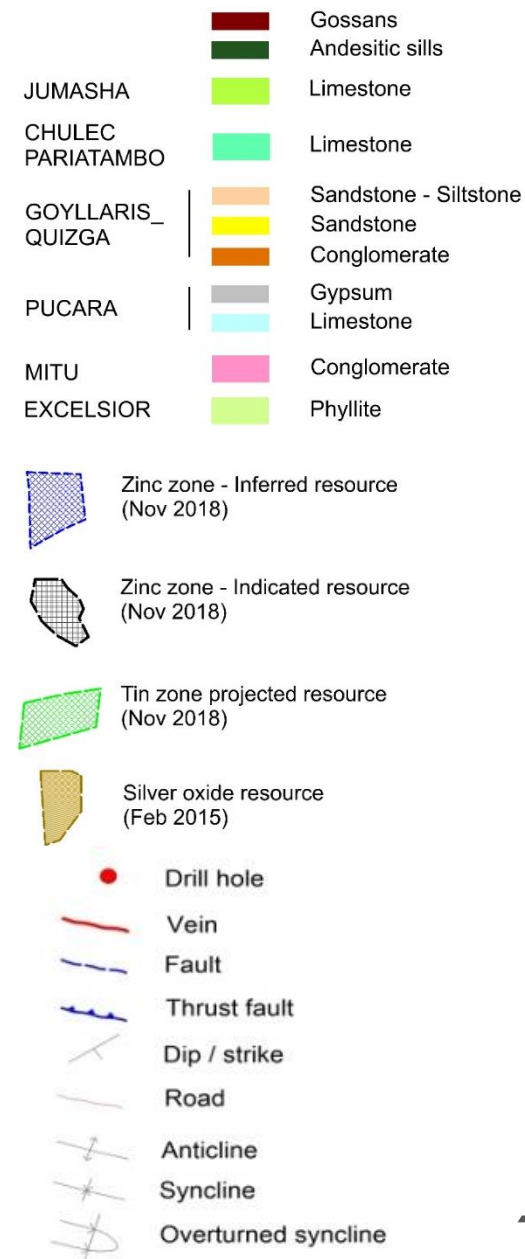 Gossans
Andesitic sills
JUMASHA Limestone
CHULEC
PARIATAMBO Limestone
Sandstone - Siltstone
GOYLLARIS_
QUIZGA Sandstone
Conglomerate
Gypsum
PUCARA
Limestone
MITU Conglomerate
EXCELSIOR Phyllite
Zinc zone - Inferred resource
(Nov 2018)
Zinc zone - Indicated resource
(Nov 2018)
Tin zone projected resource
(Nov 2018)
Silver oxide resource
(Feb 2015)
Drill hole
Vein
Fault
Thrust fault
Dip / strike
Road
Anticline
Syncline
Overturned syncline